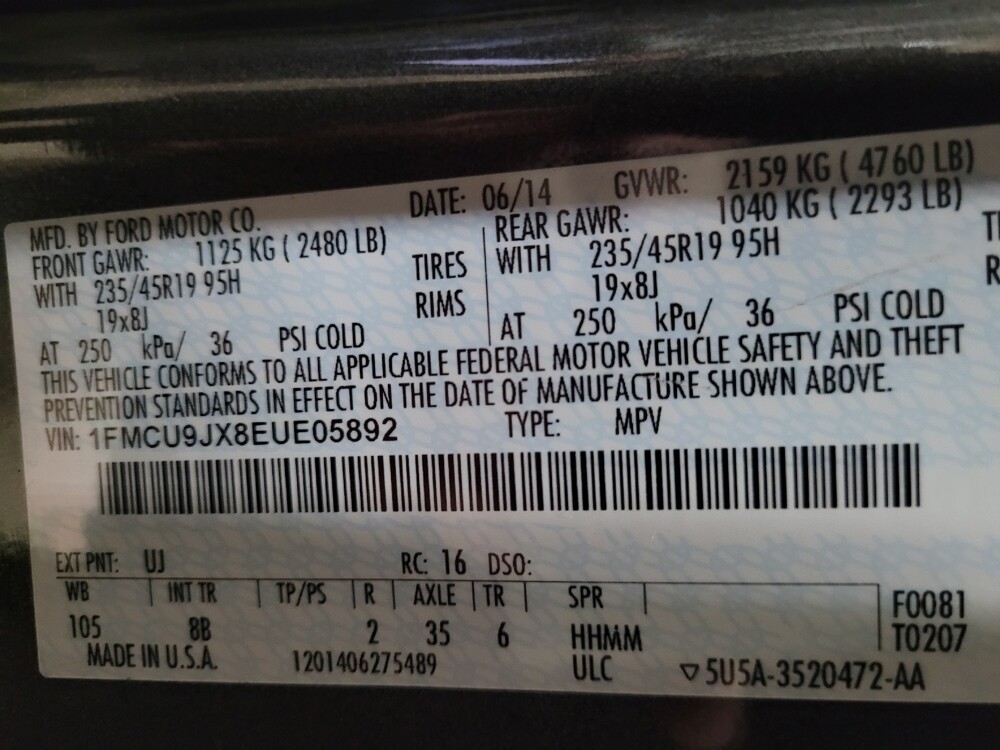 MFD. BY FORD MOTOR CO. DATE: 06/14 GVWR: 2159 KG ( 4760 LB)
FRONT GAWR: 1125 KG ( 2480 LB) REAR GAWR: 1040 KG ( 2293 LB)
WITH 235/45R19 95H TIRES WITH 235/45R19 95H
19x8J RIMS 19x8J
AT 250 kPa/ 36 PSI COLD AT 250 kPa/ 36 PSI COLD
THIS VEHICLE CONFORMS TO ALL APPLICABLE FEDERAL MOTOR VEHICLE SAFETY AND THEFT
PREVENTION STANDARDS IN EFFECT ON THE DATE OF MANUFACTURE SHOWN ABOVE.
VIN: 1FMCU9JX8EUE05892 TYPE: MPV
EXT PNT: UJ RC: 16 DSO:
WB INT TR TP/PS R AXLE TR SPR F0081
105 8B 2 35 6 HHMM T0207
MADE IN U.S.A. 1201406275489 ULC ▽5U5A-3520472-AA